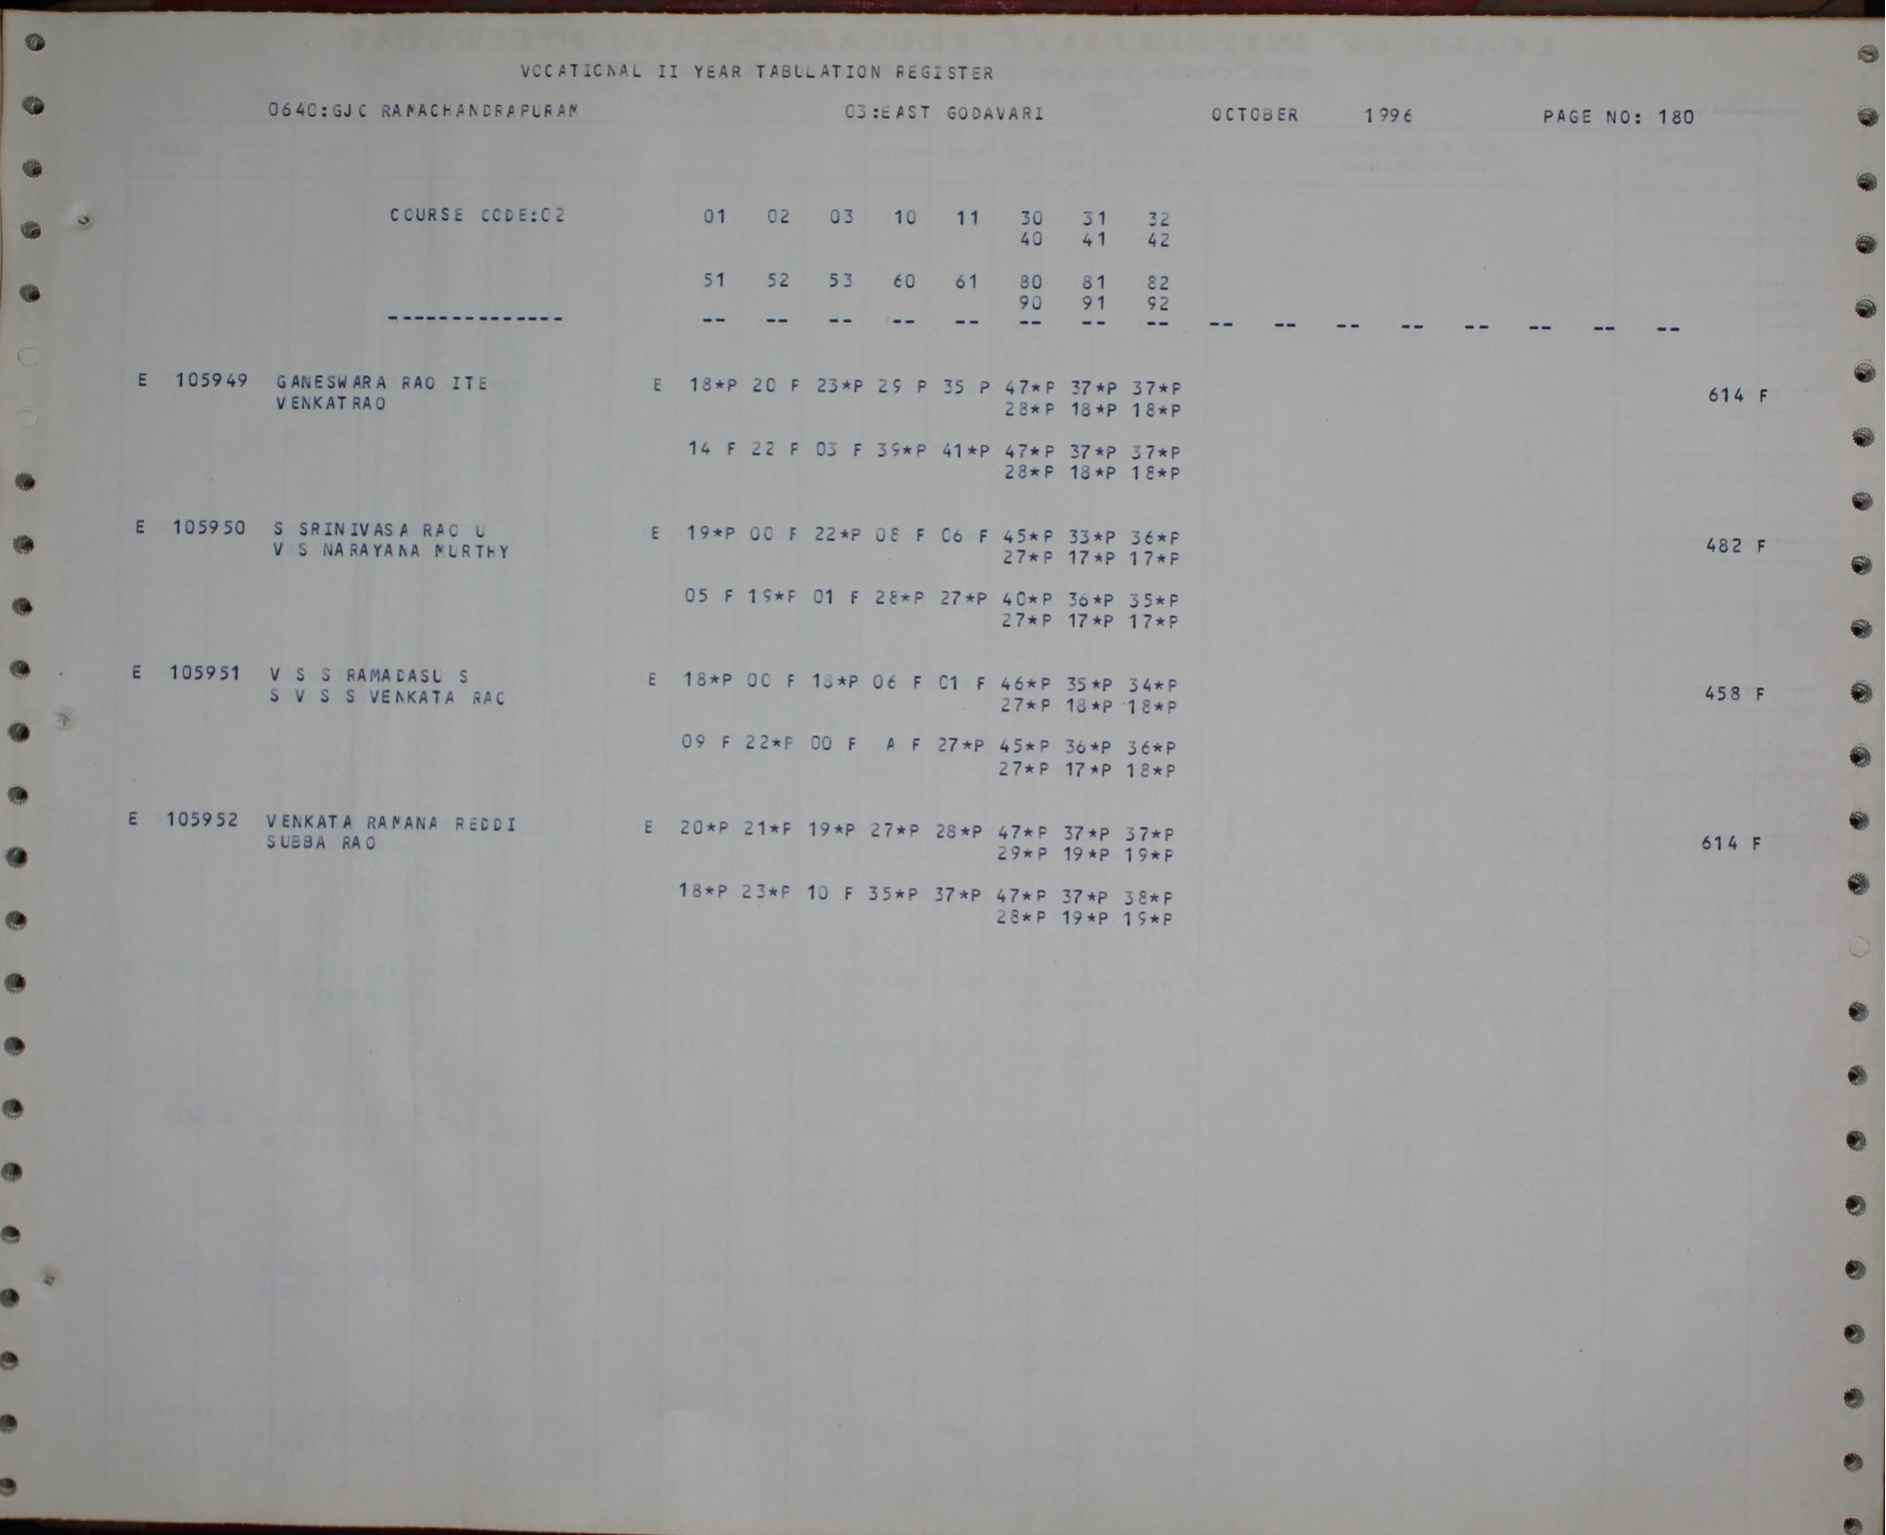 VOCATIONAL II YEAR TABULATION REGISTER
0640:GJC RAMACHANDRAPURAM 03:EAST GODAVARI OCTOBER 1996 PAGE NO: 180
COURSE CODE:02 01 02 03 10 11 30 31 32
40 41 42
51 52 53 60 61 80 81 82
90 91 92
-------------- -- -- -- -- -- -- -- -- -- -- -- -- -- -- -- --
E 105949 GANESWARA RAO ITE E 18*P 20 F 23*P 29 P 35 P 47*P 37*P 37*P
VENKATRAO 28*P 18*P 18*P 614 F
14 F 22 F 03 F 39*P 41*P 47*P 37*P 37*P
28*P 18*P 18*P
E 105950 S SRINIVASA RAO U E 19*P 00 F 22*P 08 F 06 F 45*P 33*P 36*P
V S NARAYANA MURTHY 27*P 17*P 17*P 482 F
05 F 19*P 01 F 28*P 27*P 40*P 36*P 35*P
27*P 17*P 17*P
E 105951 V S S RAMADASU S E 18*P 00 F 18*P 06 F 01 F 46*P 35*P 34*P
S V S S VENKATA RAO 27*P 18*P 18*P 458 F
09 F 22*P 00 F A F 27*P 45*P 36*P 36*P
27*P 17*P 18*P
E 105952 VENKATA RAMANA REDDI E 20*P 21*P 19*P 27*P 28*P 47*P 37*P 37*P
SUBBA RAO 29*P 19*P 19*P 614 F
18*P 23*P 10 F 35*P 37*P 47*P 37*P 38*P
28*P 19*P 19*P